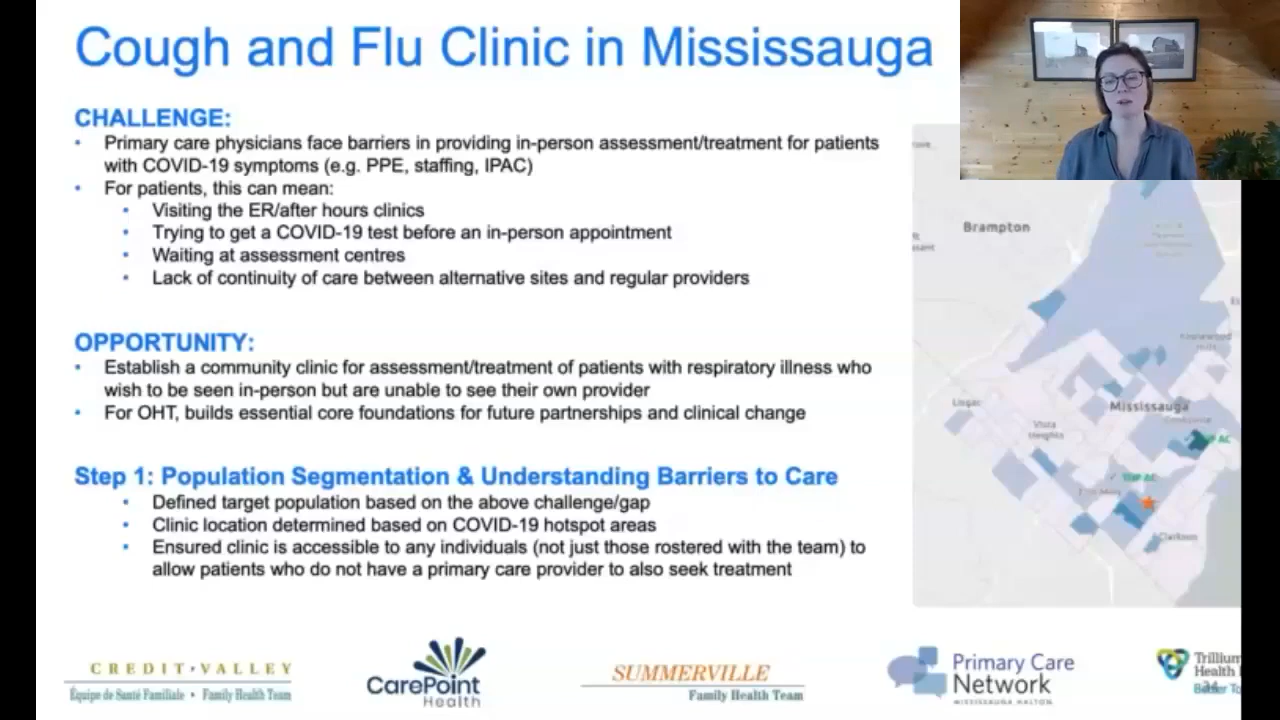 Cough and Flu Clinic in Mississauga
CHALLENGE:
• Primary care physicians face barriers in providing in-person assessment/treatment for patients
with COVID-19 symptoms (e.g. PPE, staffing, IPAC)
• For patients, this can mean:
• Visiting the ER/after hours clinics
• Trying to get a COVID-19 test before an in-person appointment
• Waiting at assessment centres
• Lack of continuity of care between alternative sites and regular providers
OPPORTUNITY:
• Establish a community clinic for assessment/treatment of patients with respiratory illness who
wish to be seen in-person but are unable to see their own provider
• For OHT, builds essential core foundations for future partnerships and clinical change
Step 1: Population Segmentation & Understanding Barriers to Care
• Defined target population based on the above challenge/gap
• Clinic location determined based on COVID-19 hotspot areas
• Ensured clinic is accessible to any individuals (not just those rostered with the team) to
allow patients who do not have a primary care provider to also seek treatment
Brampton
Mississauga
Lisgar
Vista
Heights
Clarkson
CREDIT VALLEY
Équipe de Santé Familiale • Family Health Team
CarePoint
Health
SUMMERVILLE
Family Health Team
Primary Care
Network
MISSISSAUGA HALTON
Trillium
Health
Better To